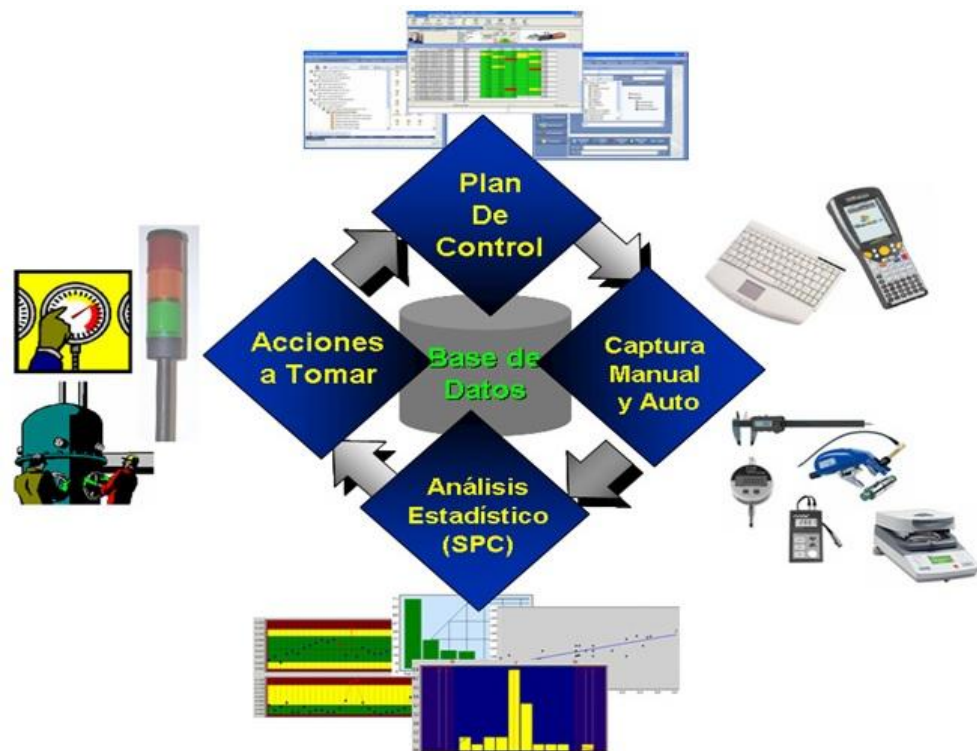 Plan
De
Control
Acciones
a Tomar
Base de
Datos
Captura
Manual
y Auto
Análisis
Estadístico
(SPC)